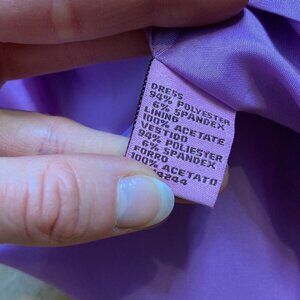 DRESS
94% POLYESTER
6% SPANDEX
LINING
100% ACETATE
VESTIDO
94% POLIESTER
6% SPANDEX
FORRO
100% ACETATO